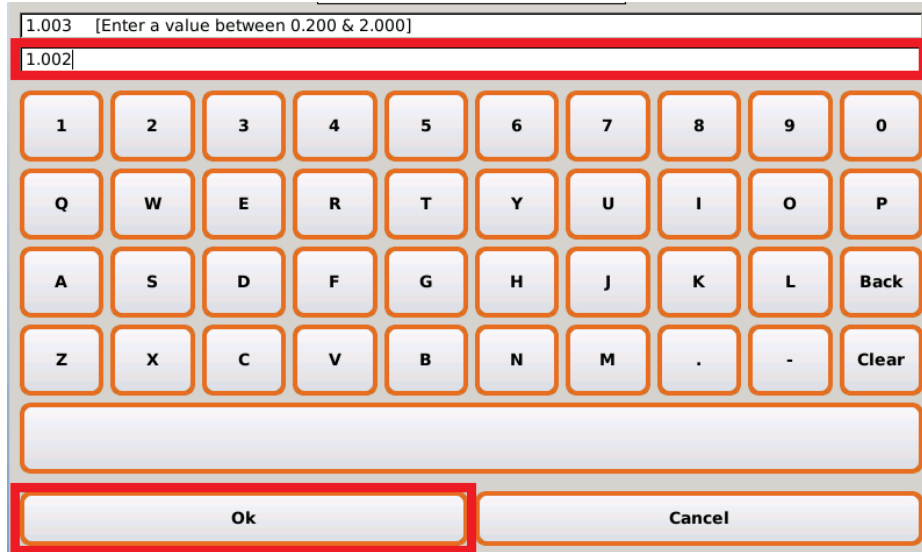 1.003 [Enter a value between 0.200 & 2.000]
1.002
1 2 3 4 5 6 7 8 9 0
Q W E R T Y U I O P
A S D F G H J K L Back
Z X C V B N M . - Clear
Ok Cancel